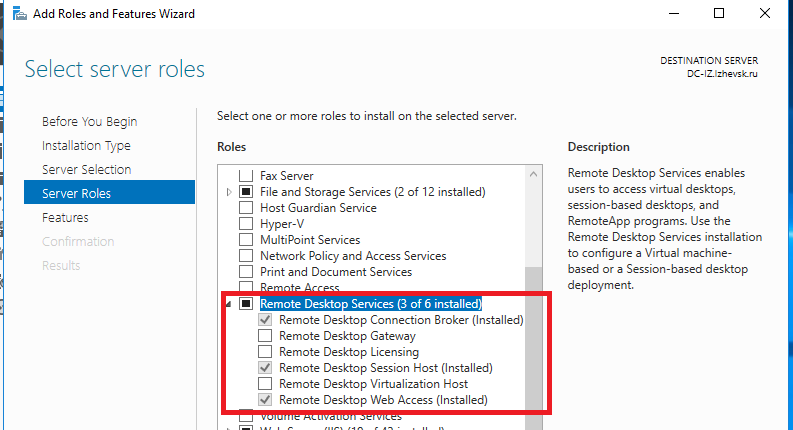 Add Roles and Features Wizard
Select server roles
DESTINATION SERVER
DC-IZ.Izhevsk.ru
Before You Begin
Installation Type
Server Selection
Server Roles
Features
Confirmation
Results
Select one or more roles to install on the selected server.
Roles
Fax Server
File and Storage Services (2 of 12 installed)
Host Guardian Service
Hyper-V
MultiPoint Services
Network Policy and Access Services
Print and Document Services
Remote Access
Remote Desktop Services (3 of 6 installed)
Remote Desktop Connection Broker (Installed)
Remote Desktop Gateway
Remote Desktop Licensing
Remote Desktop Session Host (Installed)
Remote Desktop Virtualization Host
Remote Desktop Web Access (Installed)
Volume Activation Services
Description
Remote Desktop Services enables
users to access virtual desktops,
session-based desktops, and
RemoteApp programs. Use the
Remote Desktop Services installation
to configure a Virtual machine-
based or a Session-based desktop
deployment.